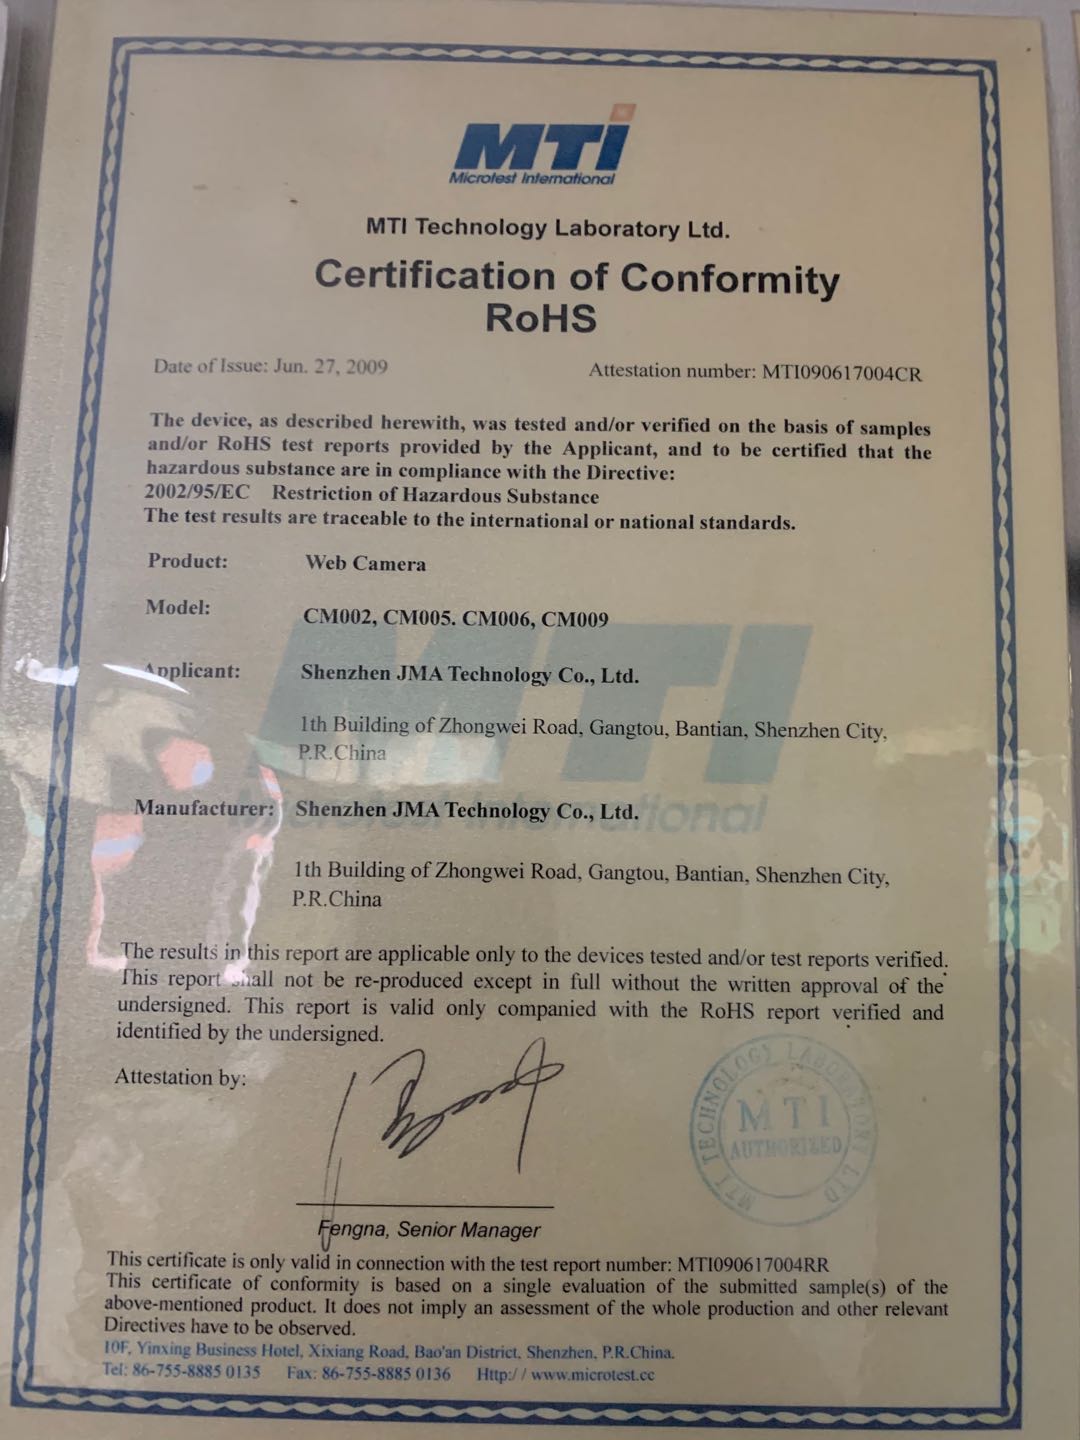 MTI
Microtest International
MTI Technology Laboratory Ltd.
Certification of Conformity
RoHS
Date of Issue: Jun. 27, 2009
Attestation number: MTI090617004CR
The device, as described herewith, was tested and/or verified on the basis of samples
and/or RoHS test reports provided by the Applicant, and to be certified that the
hazardous substance are in compliance with the Directive:
2002/95/EC Restriction of Hazardous Substance
The test results are traceable to the international or national standards.
Product: Web Camera
Model: CM002, CM005. CM006, CM009
Applicant: Shenzhen JMA Technology Co., Ltd.
1th Building of Zhongwei Road, Gangtou, Bantian, Shenzhen City,
P.R.China
MTI
Microtest International
Manufacturer: Shenzhen JMA Technology Co., Ltd.
1th Building of Zhongwei Road, Gangtou, Bantian, Shenzhen City,
P.R.China
The results in this report are applicable only to the devices tested and/or test reports verified.
This report shall not be re-produced except in full without the written approval of the
undersigned. This report is valid only companied with the RoHS report verified and
identified by the undersigned.
Attestation by:
MTI TECHNOLOGY LABORATORY LTD
MTI
AUTHORIZED
Fengna, Senior Manager
This certificate is only valid in connection with the test report number: MTI090617004RR
This certificate of conformity is based on a single evaluation of the submitted sample(s) of the
above-mentioned product. It does not imply an assessment of the whole production and other relevant
Directives have to be observed.
10F, Yinxing Business Hotel, Xixiang Road, Bao'an District, Shenzhen, P.R.China.
Tel: 86-755-8885 0135 Fax: 86-755-8885 0136 Http:/ / www.microtest.cc